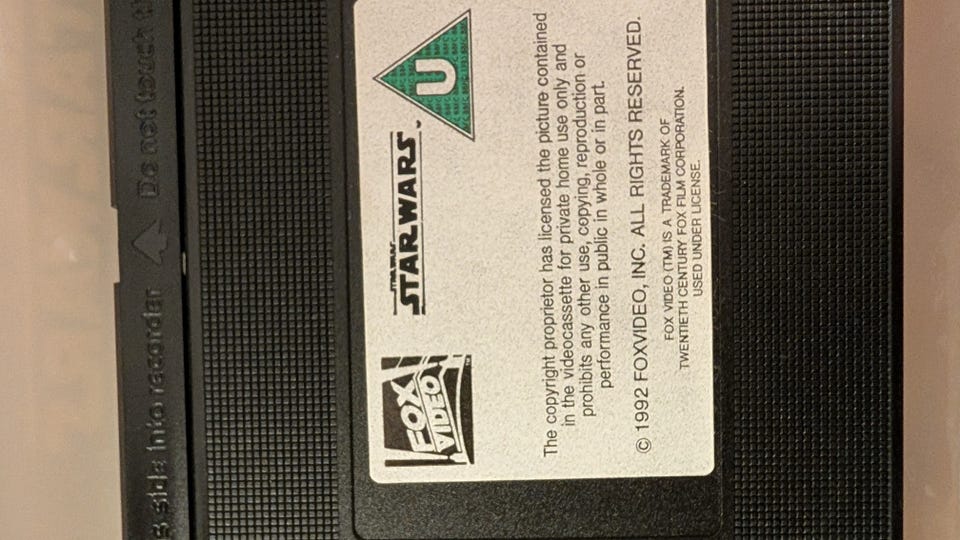 s side into recorder Do not touch th
FOX
VIDEO
TM
STAR WARS
U
The copyright proprietor has licensed the picture contained
in the videocassette for private home use only and
prohibits any other use, copying, reproduction or
performance in public in whole or in part.
© 1992 FOXVIDEO, INC. ALL RIGHTS RESERVED.
FOX VIDEO (TM) IS A TRADEMARK OF
TWENTIETH CENTURY FOX FILM CORPORATION.
USED UNDER LICENSE.